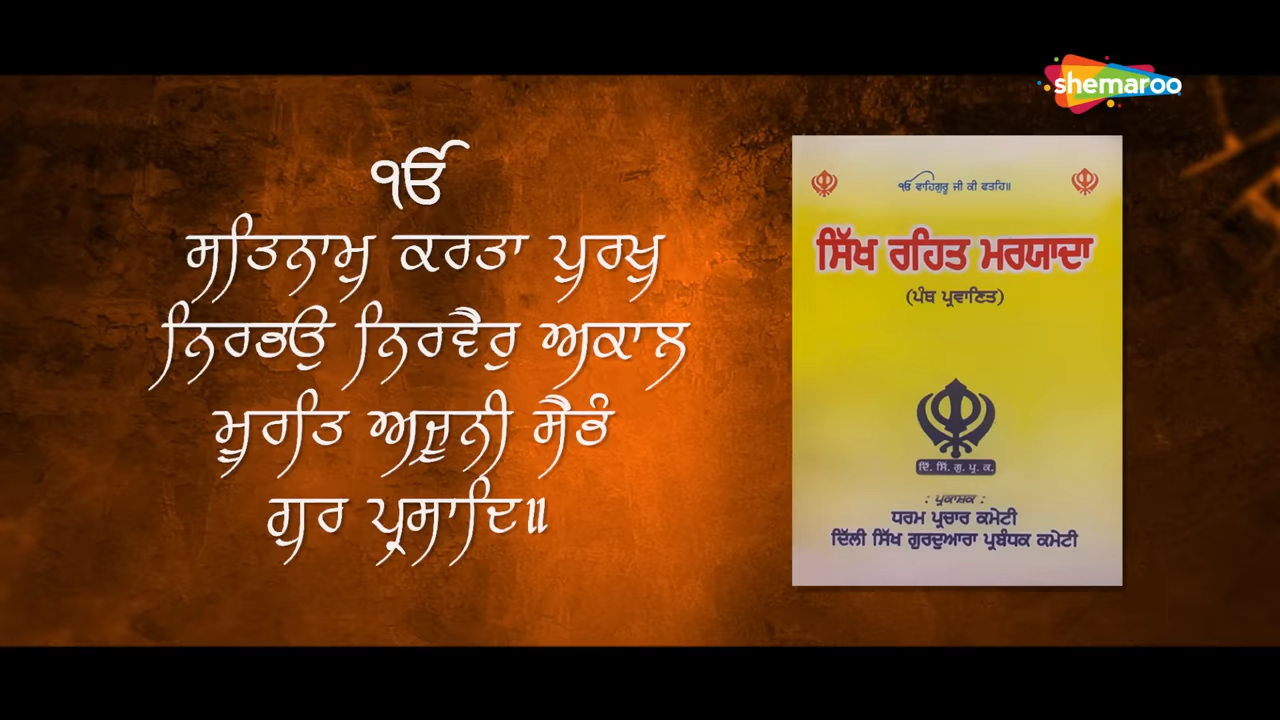 ੴ
ਸਤਿਨਾਮੁ ਕਰਤਾ ਪੁਰਖੁ
ਨਿਰਭਉ ਨਿਰਵੈਰੁ ਅਕਾਲ
ਮੂਰਤਿ ਅਜੂਨੀ ਸੈਭੰ
ਗੁਰ ਪ੍ਰਸਾਦਿ॥
shemaroo
ੴ ਵਾਹਿਗੁਰੂ ਜੀ ਕੀ ਫਤਹਿ॥
ਸਿੱਖ ਰਹਿਤ ਮਰਯਾਦਾ
(ਪੰਥ ਪ੍ਰਵਾਣਿਤ)
ਦਿੱ. ਸਿੱ. ਗੁ. ਪ੍ਰ. ਕ.
: ਪ੍ਰਕਾਸ਼ਕ :
ਧਰਮ ਪ੍ਰਚਾਰ ਕਮੇਟੀ
ਦਿੱਲੀ ਸਿੱਖ ਗੁਰਦੁਆਰਾ ਪ੍ਰਬੰਧਕ ਕਮੇਟੀ